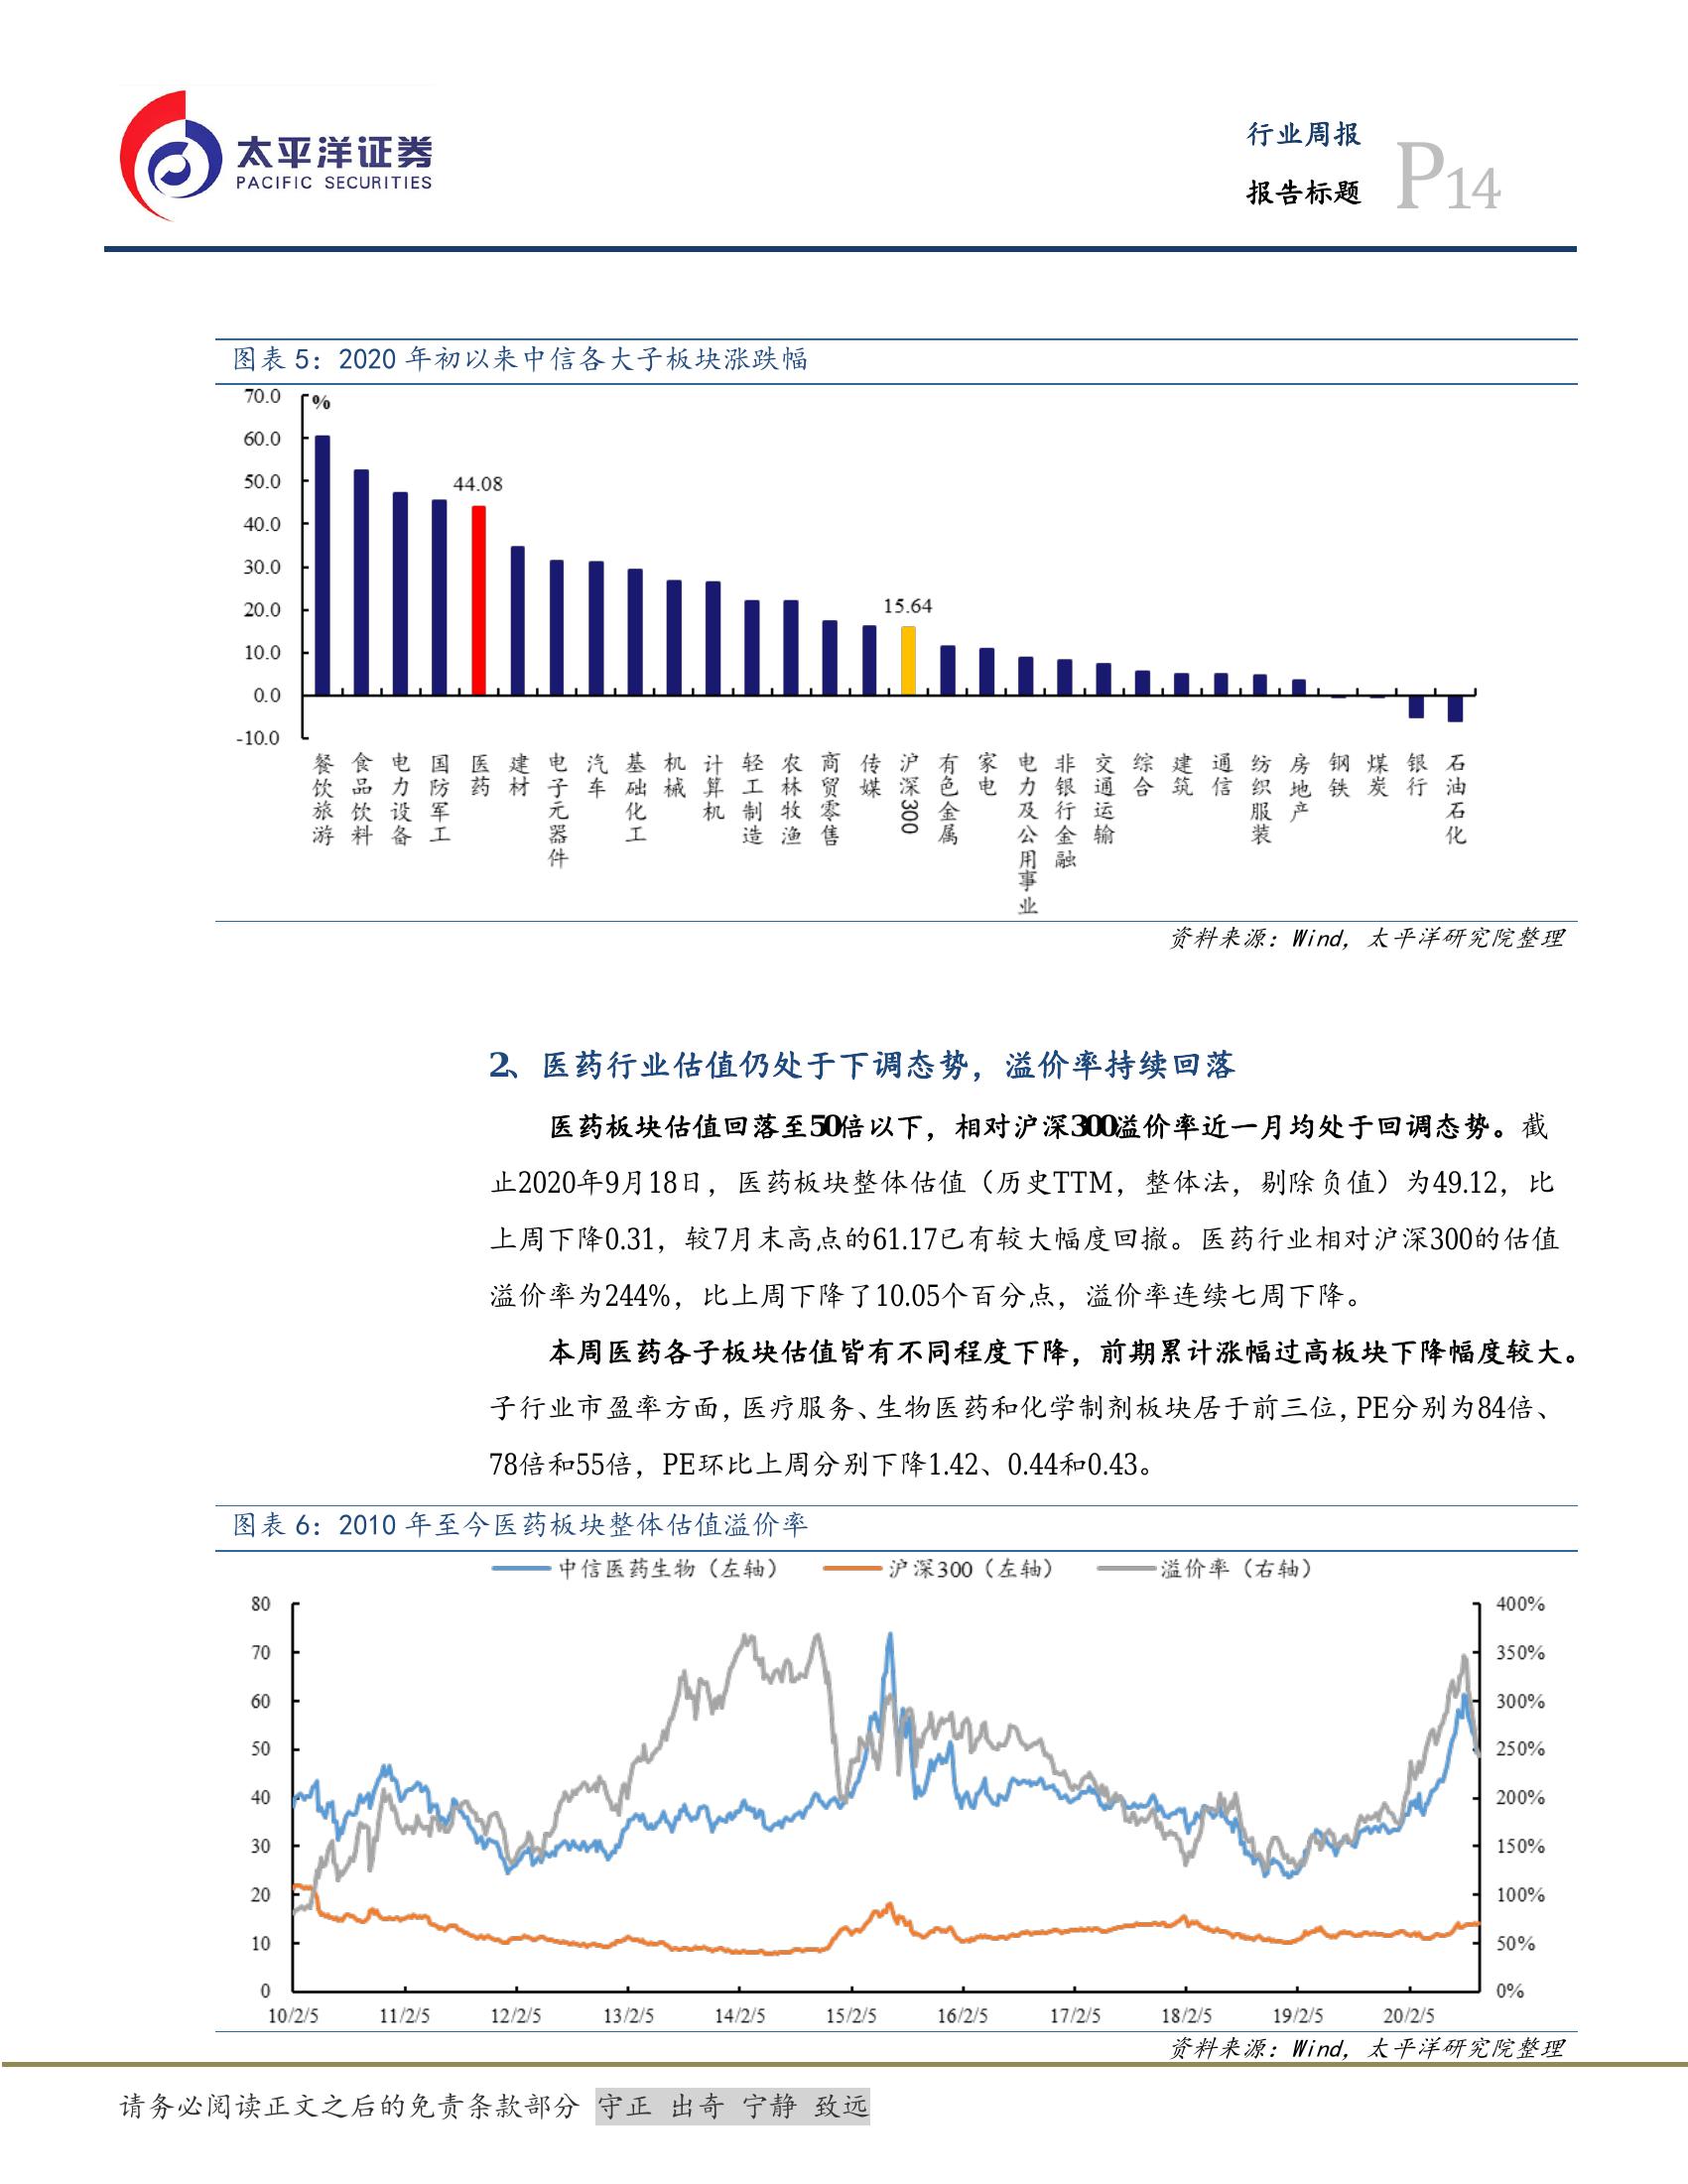 太平洋证券
PACIFIC SECURITIES
行业周报
报告标题
P14
图表 5：2020 年初以来中信各大子板块涨跌幅
%
70.0
60.0
50.0
40.0
30.0
20.0
10.0
0.0
-10.0
44.08
15.64
餐饮旅游
食品饮料
电力设备
国防军工
医药
建材
电子元器件
汽车
基础化工
机械
计算机
轻工制造
农林牧渔
商贸零售
传媒
沪深300
有色金属
家电
电力及公用事业
非银行金融
交通运输
综合
建筑
通信
纺织服装
房地产
钢铁
煤炭
银行
石油石化
资料来源：Wind，太平洋研究院整理
2、医药行业估值仍处于下调态势，溢价率持续回落
医药板块估值回落至50倍以下，相对沪深300溢价率近一月均处于回调态势。截
止2020年9月18日，医药板块整体估值（历史TTM，整体法，剔除负值）为49.12，比
上周下降0.31，较7月末高点的61.17已有较大幅度回撤。医药行业相对沪深300的估值
溢价率为244%，比上周下降了10.05个百分点，溢价率连续七周下降。
本周医药各子板块估值皆有不同程度下降，前期累计涨幅过高板块下降幅度较大。
子行业市盈率方面，医疗服务、生物医药和化学制剂板块居于前三位，PE分别为84倍、
78倍和55倍，PE环比上周分别下降1.42、0.44和0.43。
图表 6：2010 年至今医药板块整体估值溢价率
中信医药生物（左轴） 沪深300（左轴） 溢价率（右轴）
80
70
60
50
40
30
20
10
0
400%
350%
300%
250%
200%
150%
100%
50%
0%
10/2/5 11/2/5 12/2/5 13/2/5 14/2/5 15/2/5 16/2/5 17/2/5 18/2/5 19/2/5 20/2/5
资料来源：Wind，太平洋研究院整理
请务必阅读正文之后的免责条款部分 守正 出奇 宁静 致远